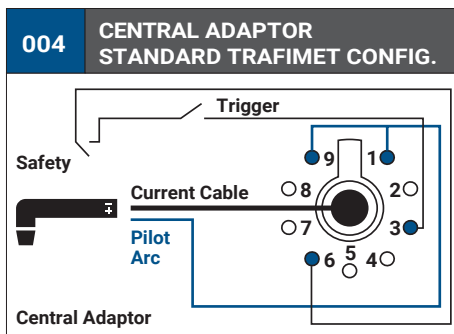 004
CENTRAL ADAPTOR
STANDARD TRAFIMET CONFIG.
Trigger
Safety
9 1
8 2
Current Cable
7 3
Pilot
Arc
6 5 4
Central Adaptor